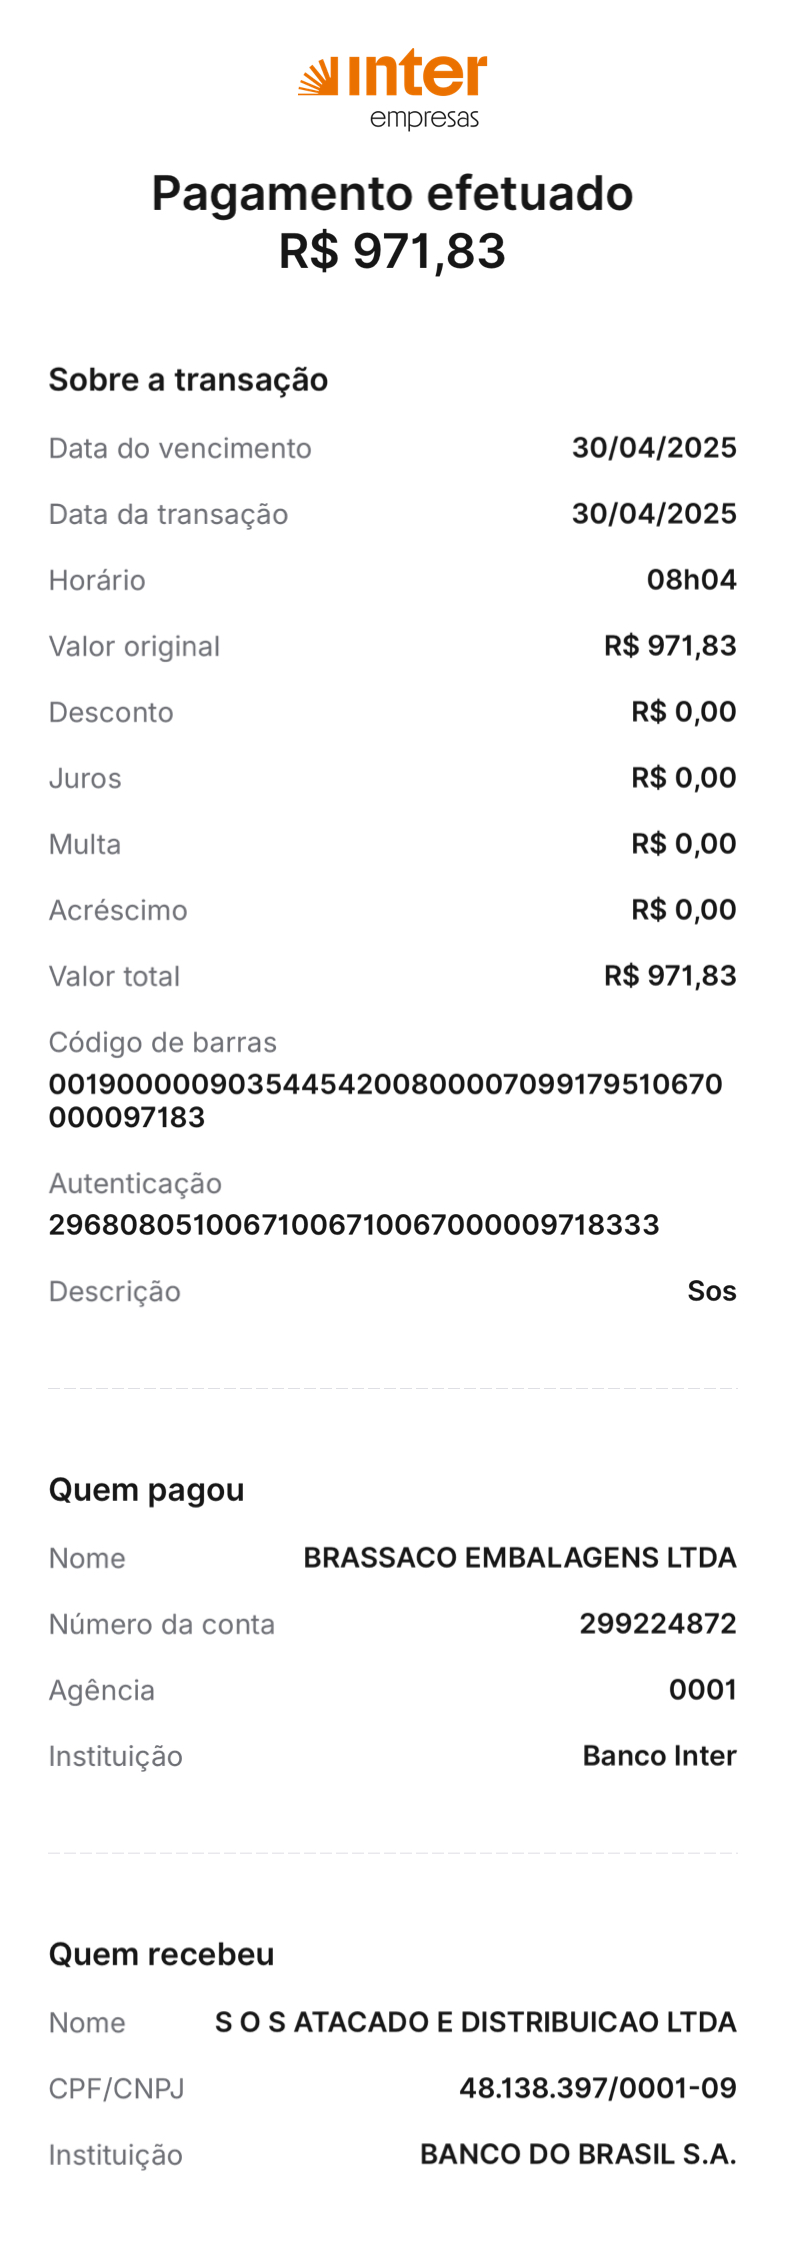 inter
empresas
Pagamento efetuado
R$ 971,83
Sobre a transação
Data do vencimento 30/04/2025
Data da transação 30/04/2025
Horário 08h04
Valor original R$ 971,83
Desconto R$ 0,00
Juros R$ 0,00
Multa R$ 0,00
Acréscimo R$ 0,00
Valor total R$ 971,83
Código de barras
00190000090354454200800007099179510670
000097183
Autenticação
29680805100671006710067000009718333
Descrição Sos
Quem pagou
Nome BRASSACO EMBALAGENS LTDA
Número da conta 299224872
Agência 0001
Instituição Banco Inter
Quem recebeu
Nome S O S ATACADO E DISTRIBUICAO LTDA
CPF/CNPJ 48.138.397/0001-09
Instituição BANCO DO BRASIL S.A.